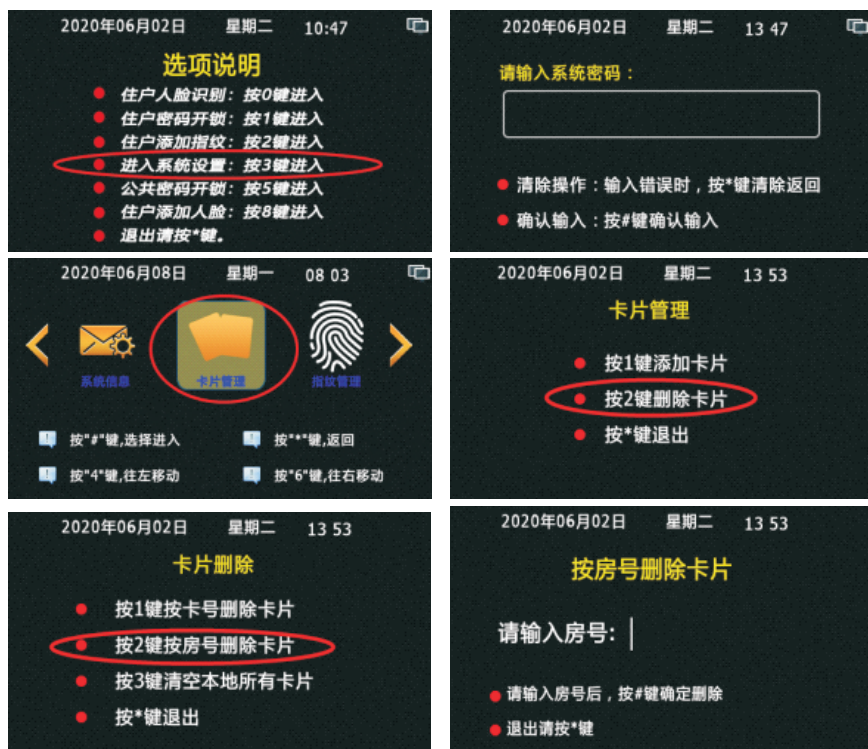 2020年06月02日 星期二 10:47
选项说明
住户人脸识别：按0键进入
住户密码开锁：按1键进入
住户添加指纹：按2键进入
进入系统设置：按3键进入
公共密码开锁：按5键进入
住户添加人脸：按8键进入
退出请按*键。
2020年06月02日 星期二 13 47
请输入系统密码：
清除操作：输入错误时，按*键清除返回
确认输入：按#键确认输入
2020年06月08日 星期一 08 03
系统信息 卡片管理 指纹管理
按"#"键,选择进入 按"*"键,返回
按"4"键,往左移动 按"6"键,往右移动
2020年06月02日 星期二 13 53
卡片管理
按1键添加卡片
按2键删除卡片
按*键退出
2020年06月02日 星期二 13 53
卡片删除
按1键按卡号删除卡片
按2键按房号删除卡片
按3键清空本地所有卡片
按*键退出
2020年06月02日 星期二 13 53
按房号删除卡片
请输入房号:
请输入房号后，按#键确定删除
退出请按*键